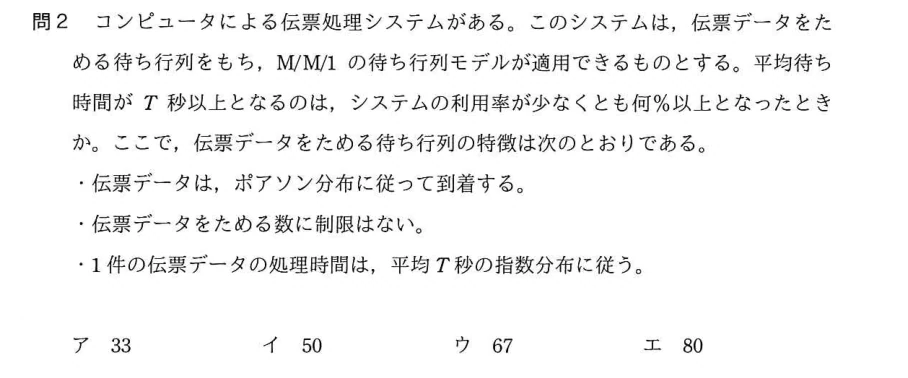 問2　コンピュータによる伝票処理システムがある。このシステムは，伝票データをた
める待ち行列をもち，M/M/1 の待ち行列モデルが適用できるものとする。平均待ち
時間が T 秒以上となるのは，システムの利用率が少なくとも何％以上となったとき
か。ここで，伝票データをためる待ち行列の特徴は次のとおりである。
・伝票データは，ポアソン分布に従って到着する。
・伝票データをためる数に制限はない。
・1 件の伝票データの処理時間は，平均 T 秒の指数分布に従う。
ア　33　イ　50　ウ　67　エ　80